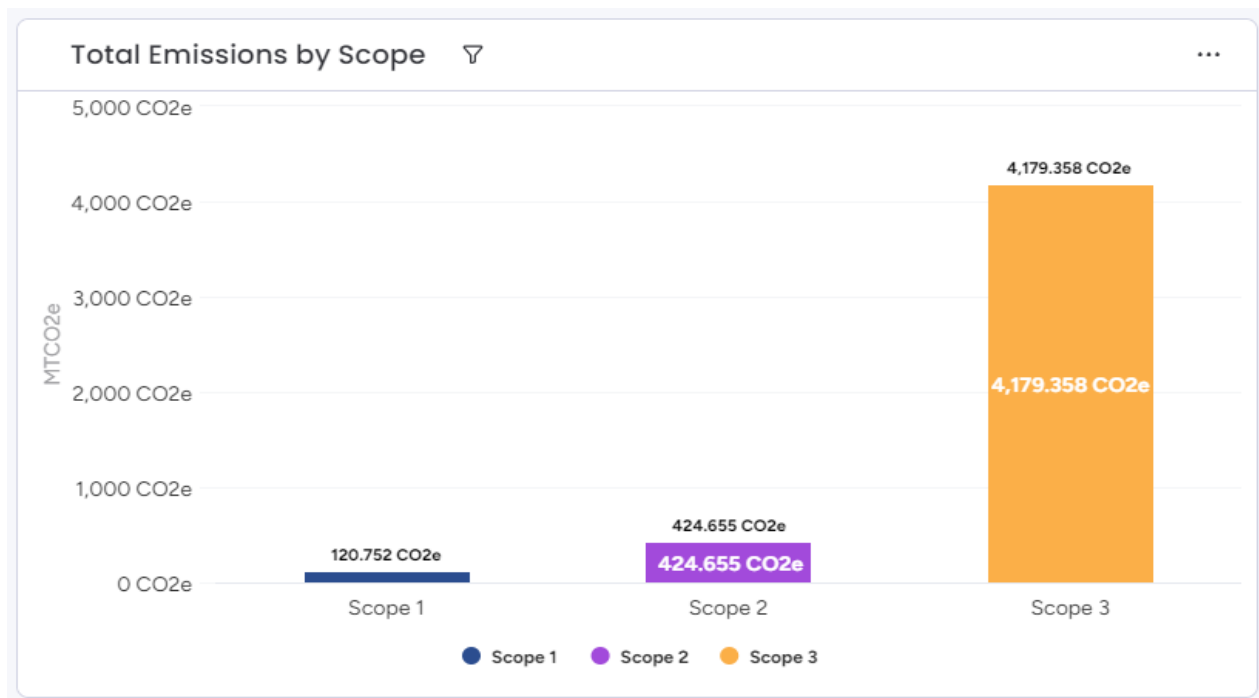 Total Emissions by Scope
5,000 CO2e
4,000 CO2e
3,000 CO2e
2,000 CO2e
1,000 CO2e
0 CO2e
MTCO2e
120.752 CO2e
424.655 CO2e
424.655 CO2e
4,179.358 CO2e
4,179.358 CO2e
Scope 1 Scope 2 Scope 3
Scope 1 Scope 2 Scope 3